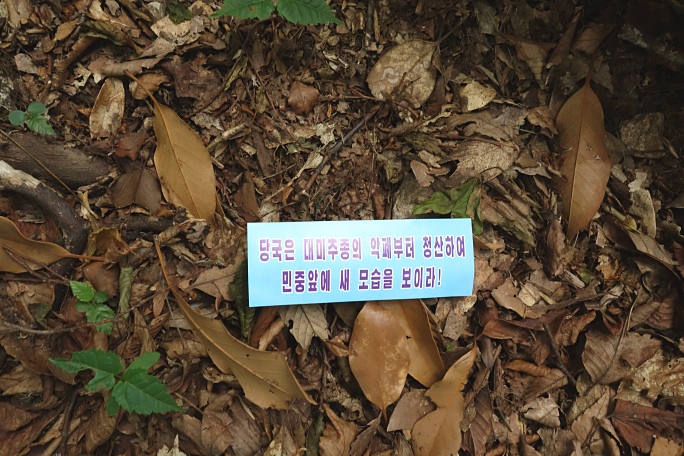 당국은 대미추종의 악페부터 청산하여
민중앞에 새 모습을 보이라!